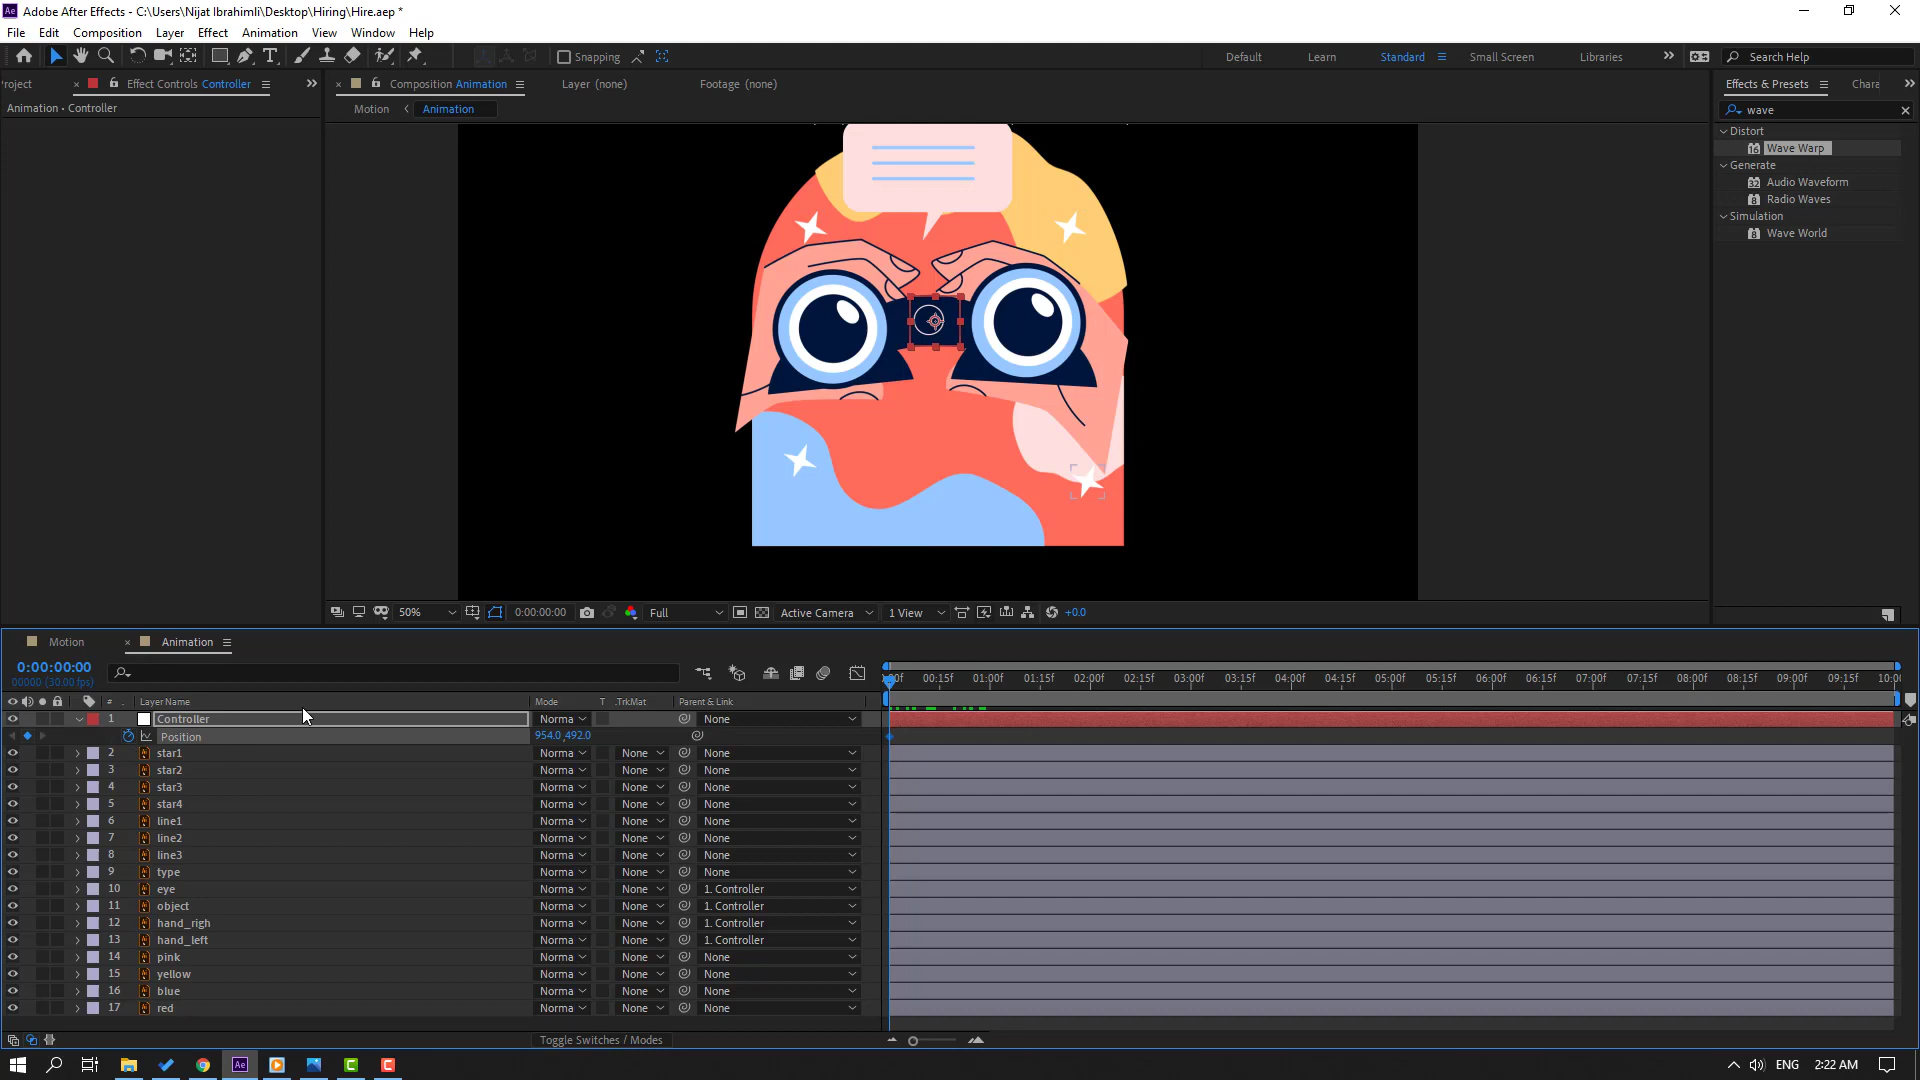 Adobe After Effects - C:\Users\Nijat Ibrahimli\Desktop\Hiring\Hire.aep *
File Edit Composition Layer Effect Animation View Window Help
Snapping
Default Learn Standard Small Screen Libraries
Search Help
roject
Effect Controls Controller
Composition Animation
Layer (none)
Footage (none)
Effects & Presets
Chara
Animation • Controller
Motion
Animation
wave
Distort
Wave Warp
Generate
Audio Waveform
Radio Waves
Simulation
Wave World
50%
0:00:00:00
Full
Active Camera
1 View
+0.0
Motion
Animation
0:00:00:00
00000 (30.00 fps)
:00f 00:15f 01:00f 01:15f 02:00f 02:15f 03:00f 03:15f 04:00f 04:15f 05:00f 05:15f 06:00f 06:15f 07:00f 07:15f 08:00f 08:15f 09:00f 09:15f 10:0
# Layer Name Mode T .TrkMat Parent & Link
1 Controller Norma None
Position 954.0,492.0
2 star1 Norma None None
3 star2 Norma None None
4 star3 Norma None None
5 star4 Norma None None
6 line1 Norma None None
7 line2 Norma None None
8 line3 Norma None None
9 type Norma None None
10 eye Norma None 1. Controller
11 object Norma None 1. Controller
12 hand_righ Norma None 1. Controller
13 hand_left Norma None 1. Controller
14 pink Norma None None
15 yellow Norma None None
16 blue Norma None None
17 red Norma None None
Toggle Switches / Modes
ENG 2:22 AM